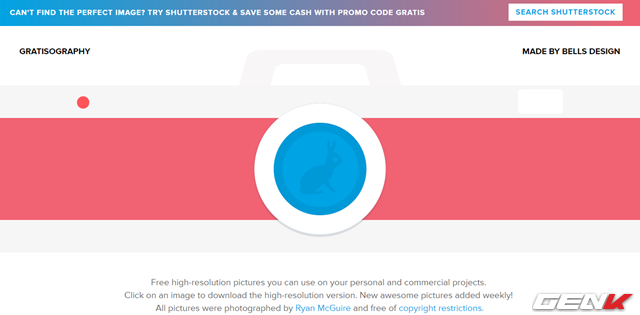 CAN'T FIND THE PERFECT IMAGE? TRY SHUTTERSTOCK & SAVE SOME CASH WITH PROMO CODE GRATIS
SEARCH SHUTTERSTOCK
GRATISOGRAPHY
MADE BY BELLS DESIGN
Free high-resolution pictures you can use on your personal and commercial projects.
Click on an image to download the high-resolution version. New awesome pictures added weekly!
All pictures were photographed by Ryan McGuire and free of copyright restrictions.
GENK